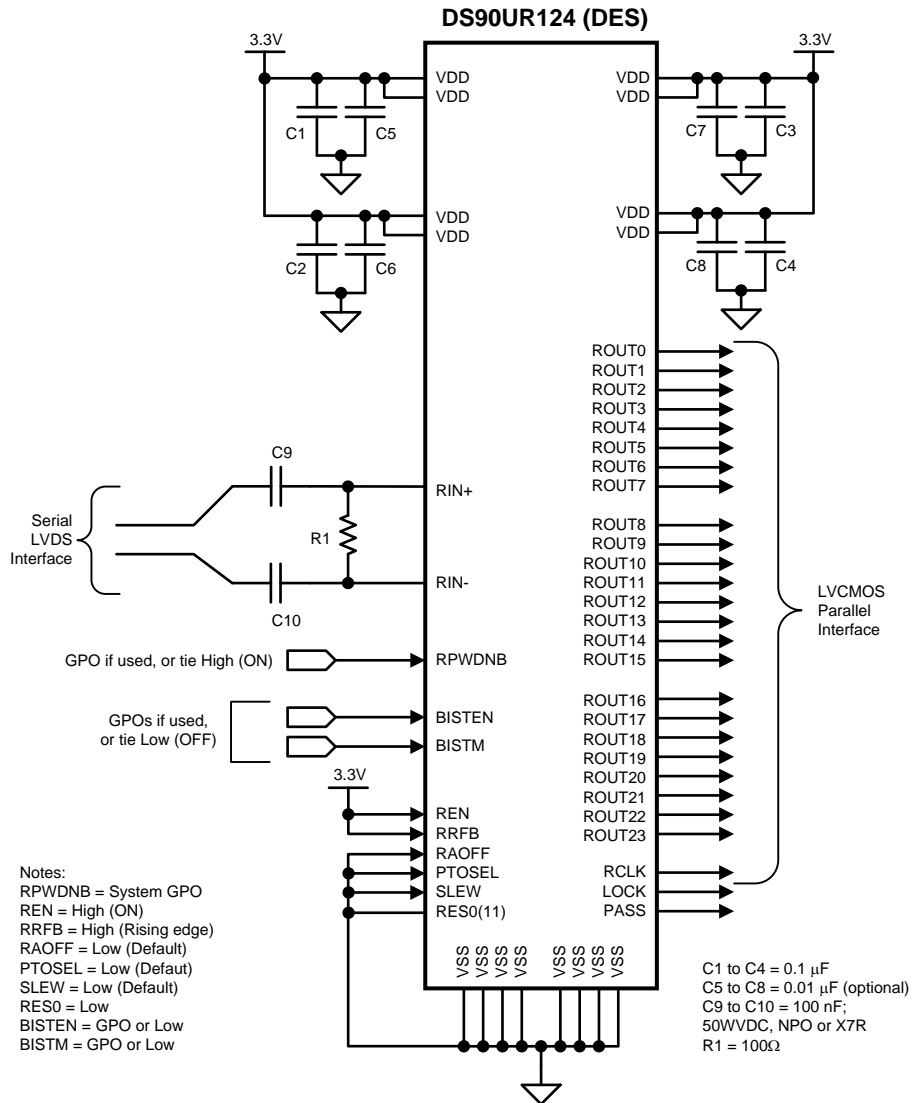 DS90UR124 (DES)
3.3V
3.3V
VDD
VDD
VDD
VDD
C1
C5
C7
C3
VDD
VDD
VDD
VDD
C2
C6
C8
C4
ROUT0
ROUT1
ROUT2
ROUT3
ROUT4
ROUT5
ROUT6
ROUT7
ROUT8
ROUT9
ROUT10
ROUT11
ROUT12
ROUT13
ROUT14
ROUT15
ROUT16
ROUT17
ROUT18
ROUT19
ROUT20
ROUT21
ROUT22
ROUT23
RCLK
LOCK
PASS
LVCMOS
Parallel
Interface
C9
RIN+
Serial
LVDS
Interface
R1
RIN-
C10
GPO if used, or tie High (ON)
RPWDNB
GPOs if used,
or tie Low (OFF)
BISTEN
BISTM
3.3V
REN
RRFB
RAOFF
PTOSEL
SLEW
RES0(11)
VSS
VSS
VSS
VSS
VSS
VSS
VSS
VSS
Notes:
RPWDNB = System GPO
REN = High (ON)
RRFB = High (Rising edge)
RAOFF = Low (Default)
PTOSEL = Low (Defaut)
SLEW = Low (Default)
RES0 = Low
BISTEN = GPO or Low
BISTM = GPO or Low
C1 to C4 = 0.1 μF
C5 to C8 = 0.01 μF (optional)
C9 to C10 = 100 nF;
50WVDC, NPO or X7R
R1 = 100Ω